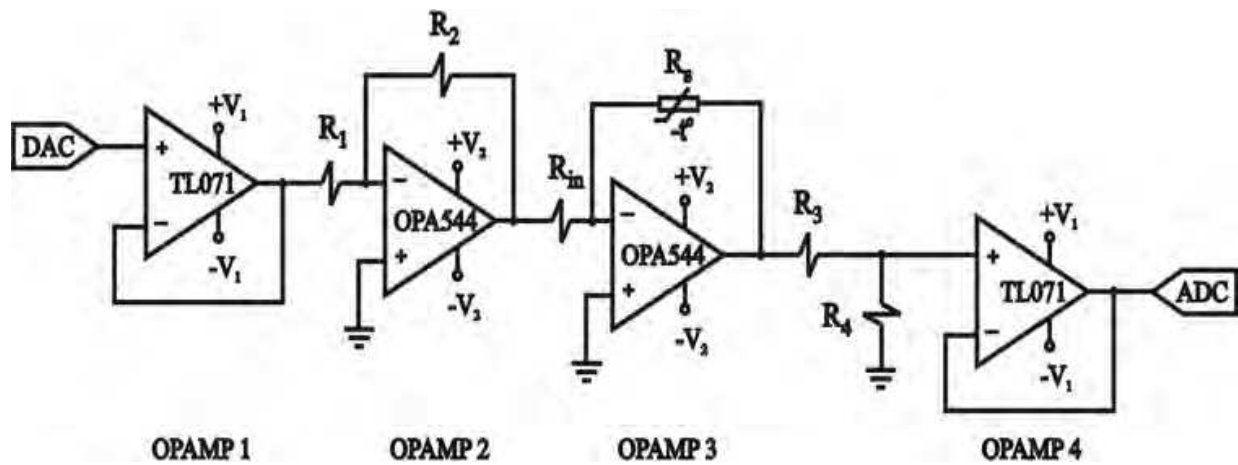 R2
Rs
-t°
+V1
DAC
+
TL071
−
-V1
R1
+V2
−
OPA544
+
-V2
Rin
+V2
−
OPA544
+
-V2
R3
R4
+V1
+
TL071
−
-V1
ADC
OPAMP 1
OPAMP 2
OPAMP 3
OPAMP 4